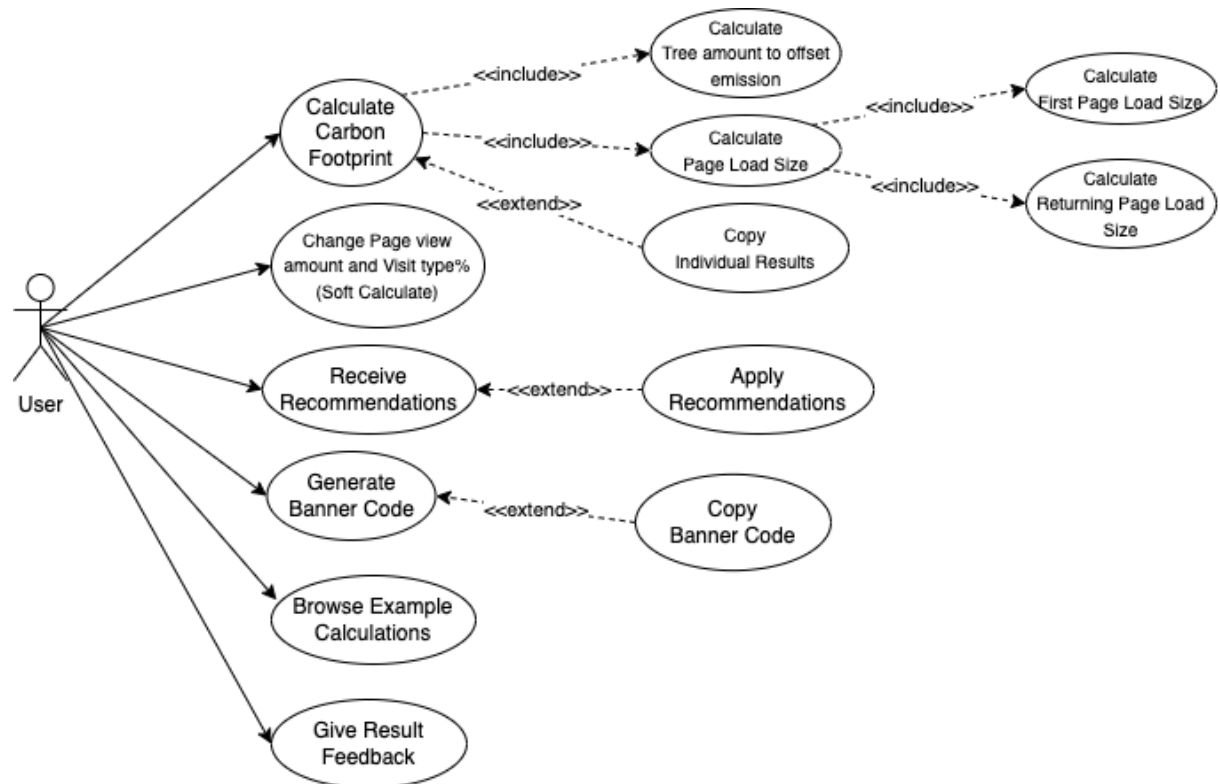 Calculate
Tree amount to offset
emission
<<include>>
Calculate
First Page Load Size
<<include>>
Calculate
Carbon
Footprint
<<include>>
Calculate
Page Load Size
<<include>>
Calculate
Returning Page Load
Size
<<extend>>
Copy
Individual Results
Change Page view
amount and Visit type%
(Soft Calculate)
User
Receive
Recommendations
<<extend>>
Apply
Recommendations
Generate
Banner Code
<<extend>>
Copy
Banner Code
Browse Example
Calculations
Give Result
Feedback